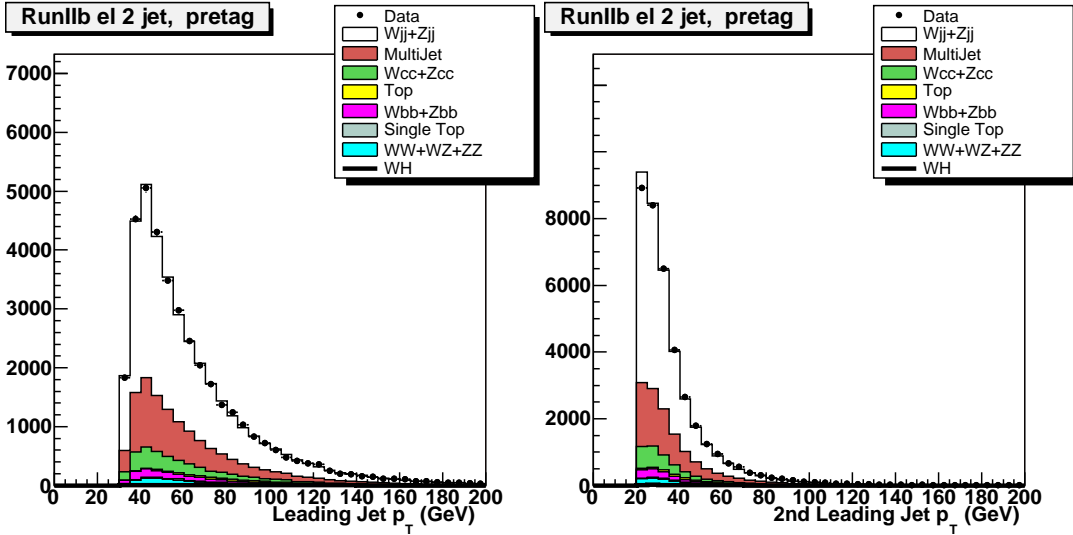 RunIIb el 2 jet, pretag
Data
Wjj+Zjj
MultiJet
Wcc+Zcc
Top
Wbb+Zbb
Single Top
WW+WZ+ZZ
WH
7000
6000
5000
4000
3000
2000
1000
0
0 20 40 60 80 100 120 140 160 180 200
Leading Jet p_T (GeV)
RunIIb el 2 jet, pretag
Data
Wjj+Zjj
MultiJet
Wcc+Zcc
Top
Wbb+Zbb
Single Top
WW+WZ+ZZ
WH
8000
6000
4000
2000
0
0 20 40 60 80 100 120 140 160 180 200
2nd Leading Jet p_T (GeV)